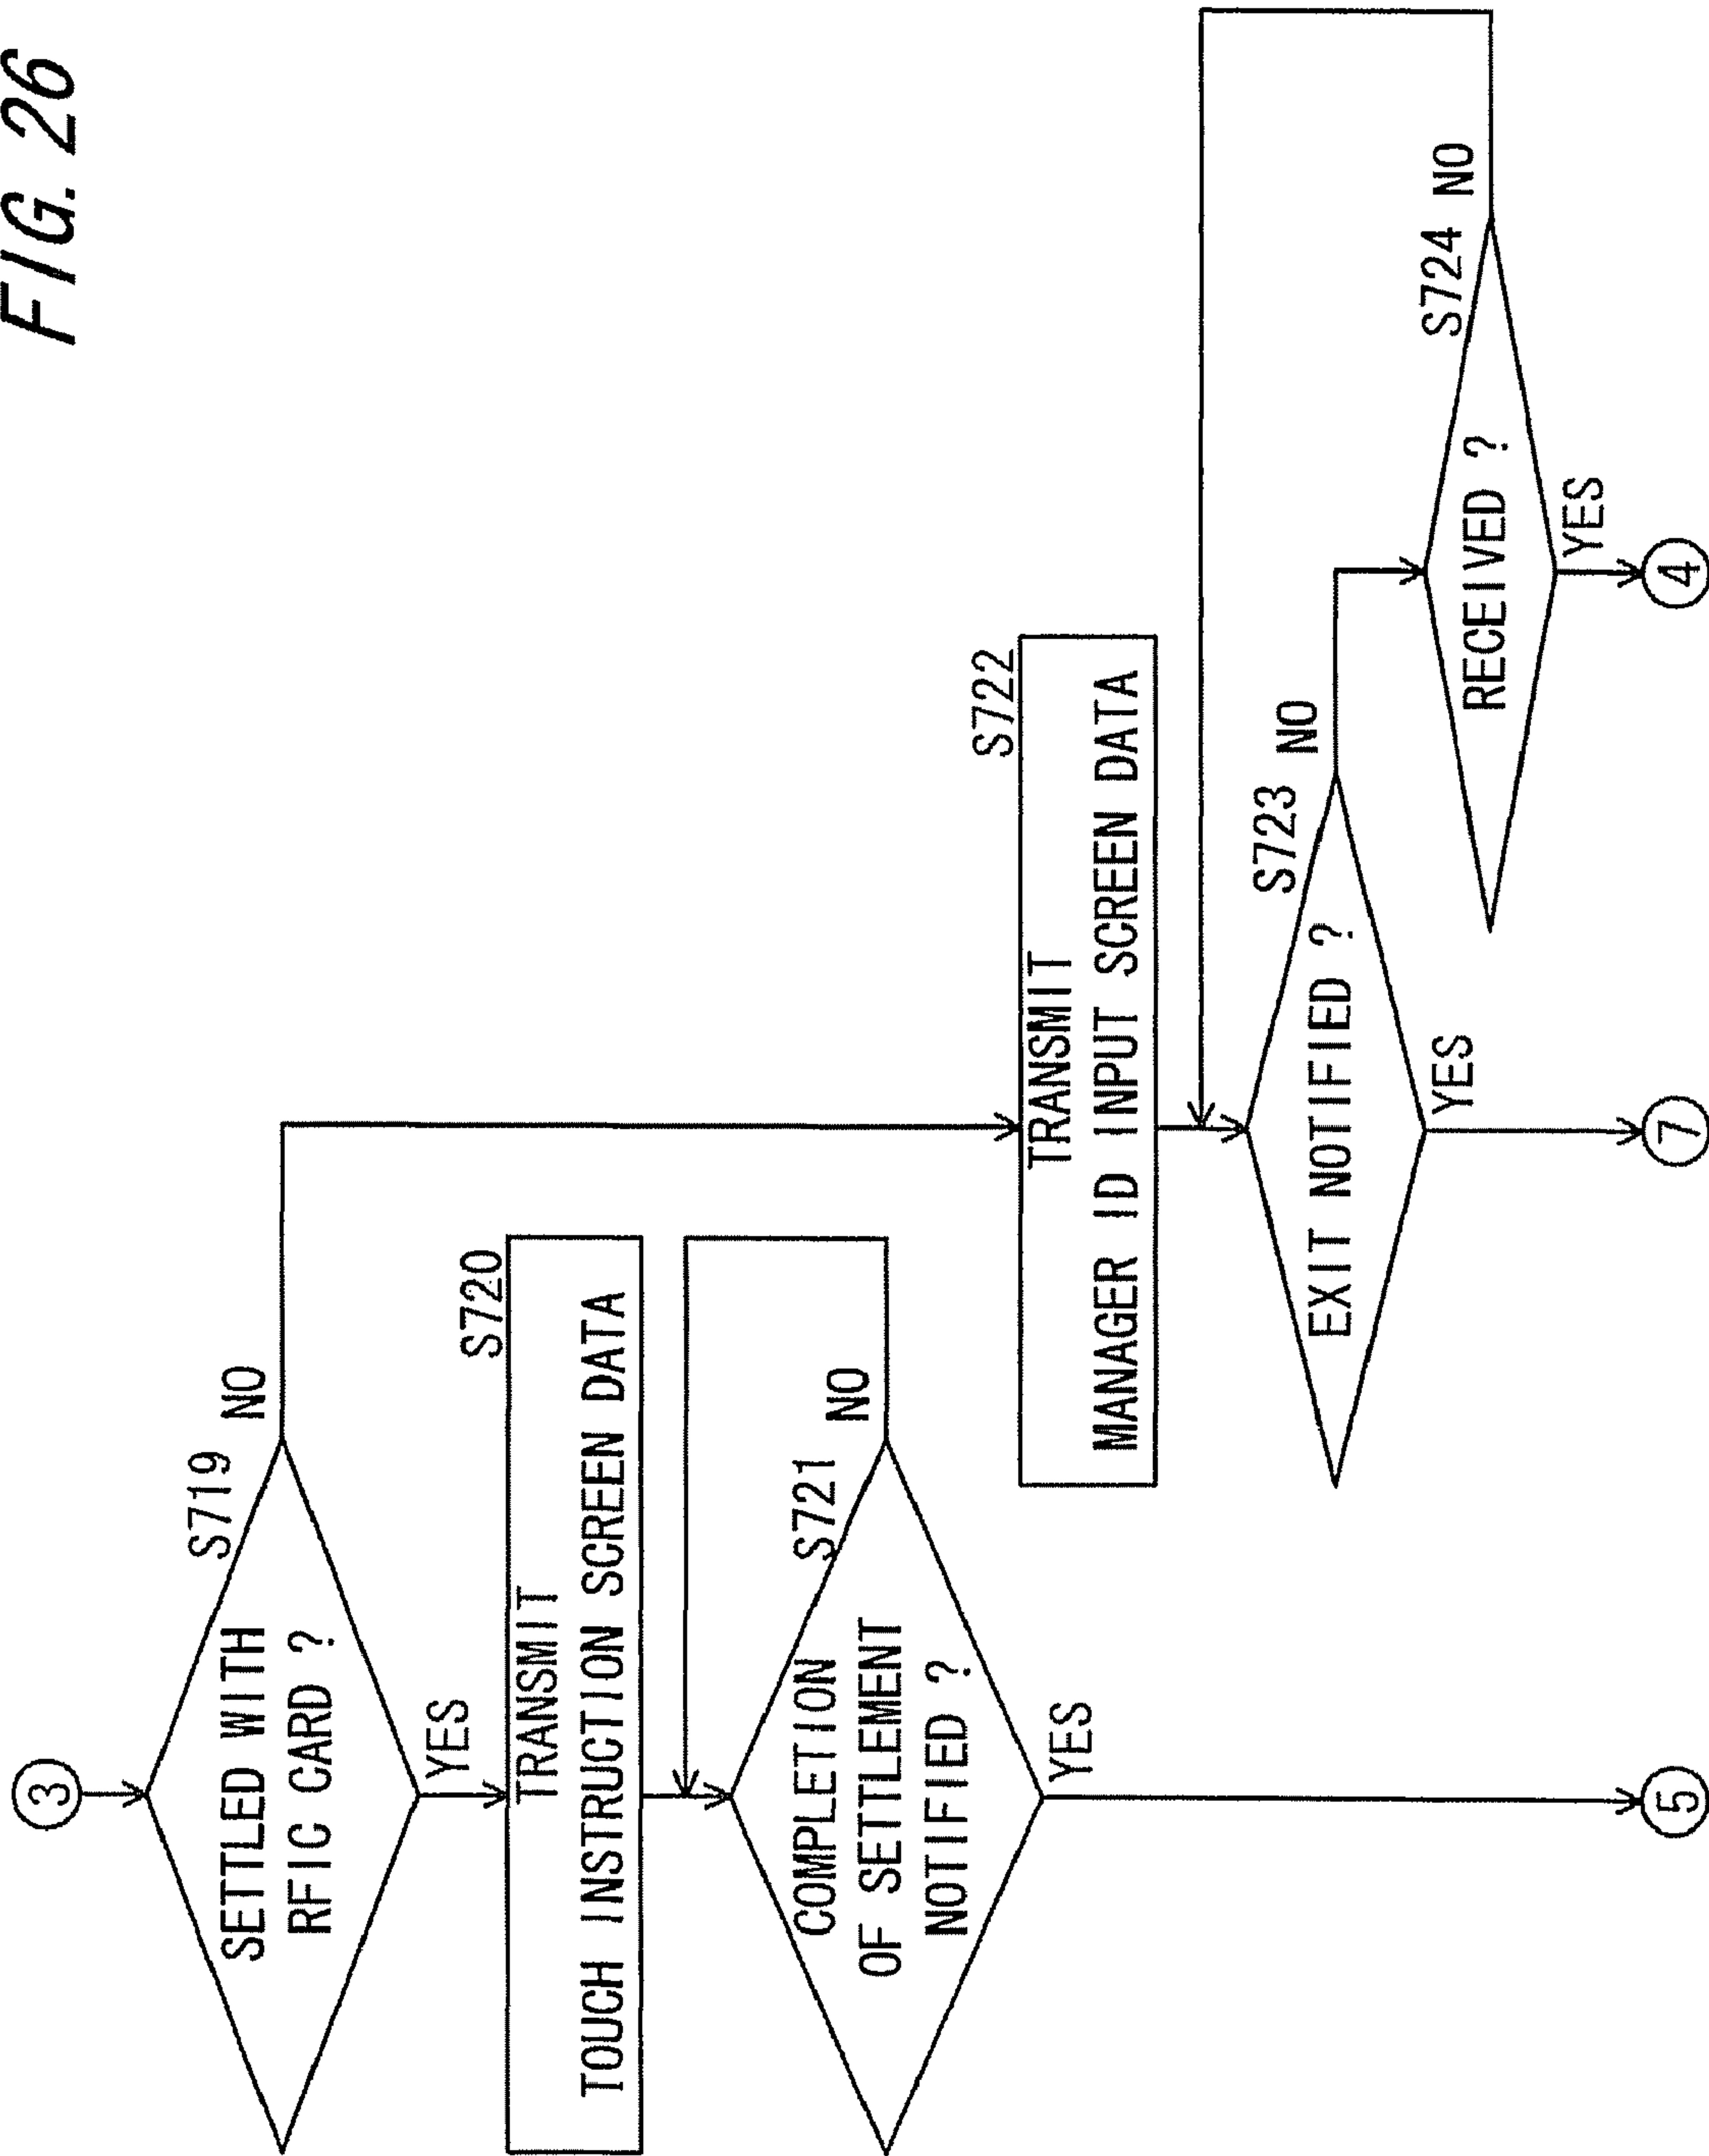 FIG. 26
3
S719
SETTLED WITH
RFIC CARD ?
NO
YES
S720
TRANSMIT
TOUCH INSTRUCTION SCREEN DATA
S721
COMPLETION
OF SETTLEMENT
NOTIFIED ?
NO
YES
5
S722
TRANSMIT
MANAGER ID INPUT SCREEN DATA
S723
EXIT NOTIFIED ?
NO
YES
7
S724
RECEIVED ?
NO
YES
4